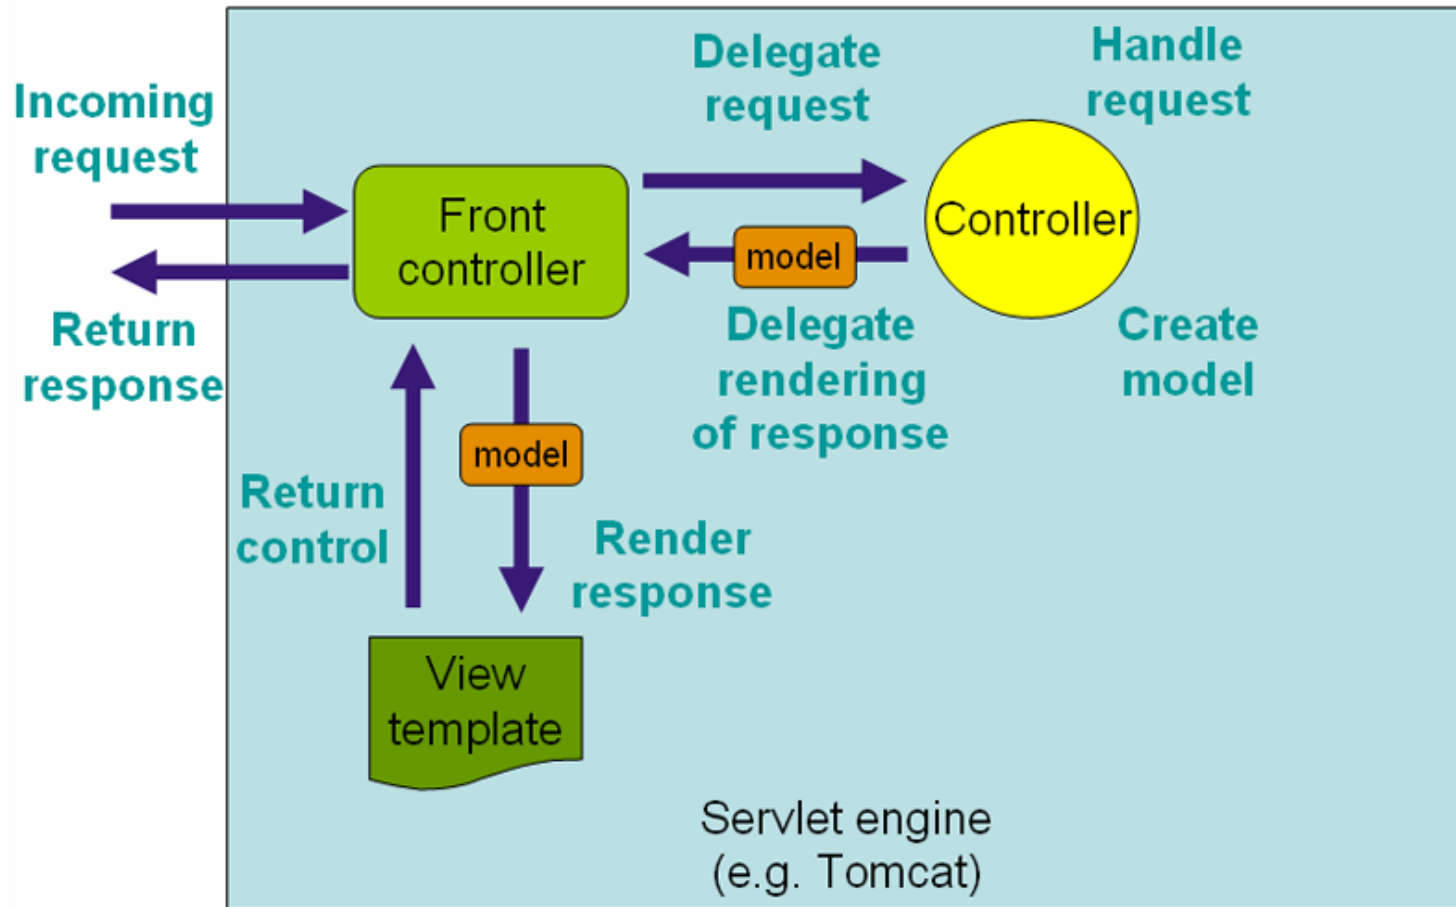 Incoming
request
Return
response
Front
controller
Delegate
request
Handle
request
Controller
model
Delegate
rendering
of response
Create
model
Return
control
model
Render
response
View
template
Servlet engine
(e.g. Tomcat)